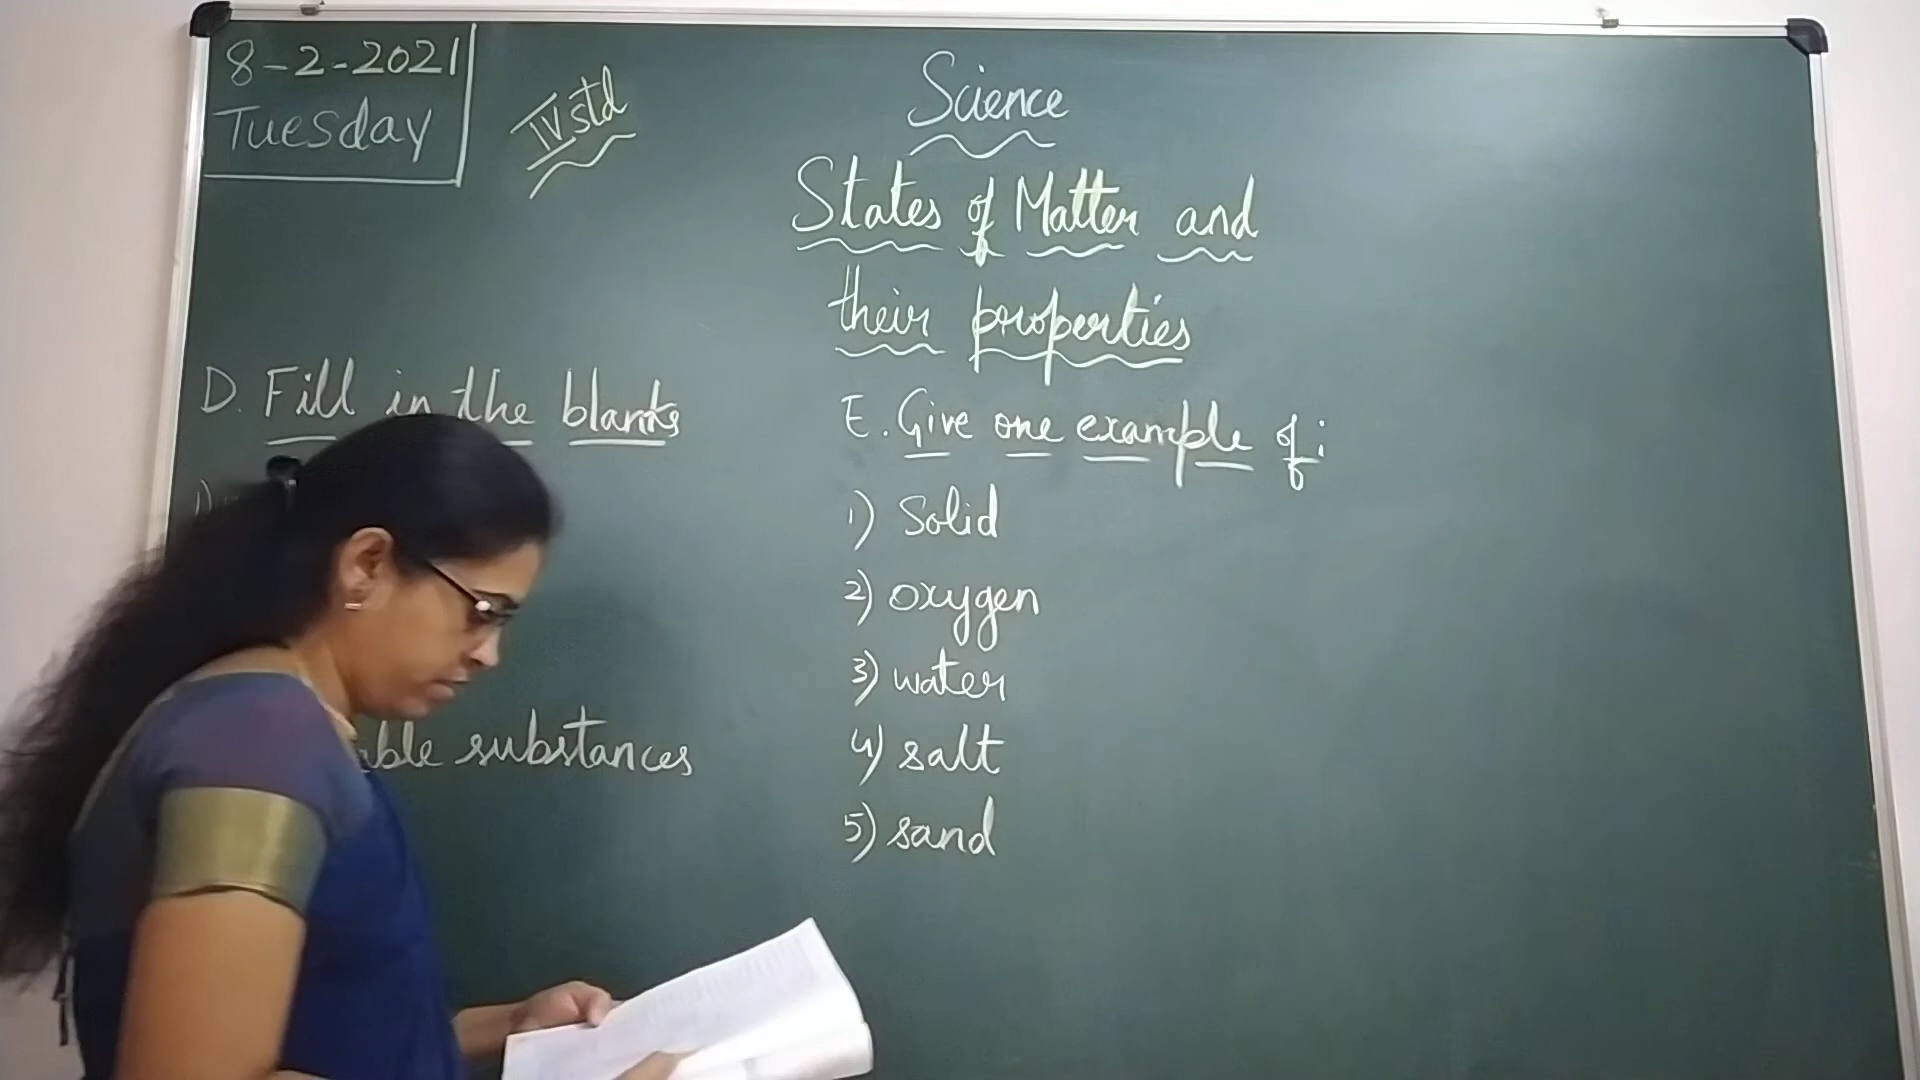 8-2-2021
Tuesday
IV std
Science
States of Matter and
their properties
D. Fill in the blanks
1)
substances
E. Give one example of :
1) Solid
2) oxygen
3) water
4) salt
5) sand